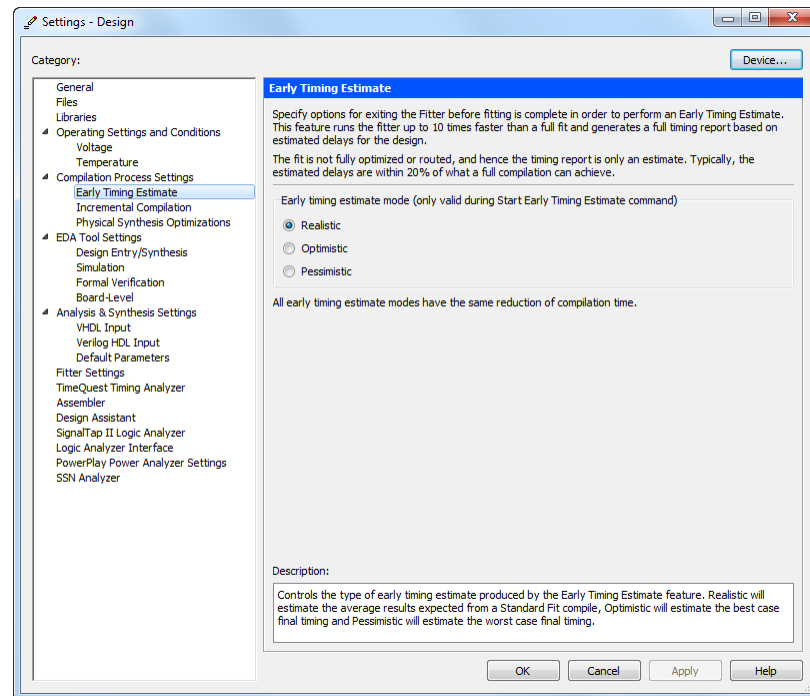 Settings - Design
Category:
Device...
General
Files
Libraries
Operating Settings and Conditions
Voltage
Temperature
Compilation Process Settings
Early Timing Estimate
Incremental Compilation
Physical Synthesis Optimizations
EDA Tool Settings
Design Entry/Synthesis
Simulation
Formal Verification
Board-Level
Analysis & Synthesis Settings
VHDL Input
Verilog HDL Input
Default Parameters
Fitter Settings
TimeQuest Timing Analyzer
Assembler
Design Assistant
SignalTap II Logic Analyzer
Logic Analyzer Interface
PowerPlay Power Analyzer Settings
SSN Analyzer
Early Timing Estimate
Specify options for exiting the Fitter before fitting is complete in order to perform an Early Timing Estimate.
This feature runs the fitter up to 10 times faster than a full fit and generates a full timing report based on
estimated delays for the design.
The fit is not fully optimized or routed, and hence the timing report is only an estimate. Typically, the
estimated delays are within 20% of what a full compilation can achieve.
Early timing estimate mode (only valid during Start Early Timing Estimate command)
Realistic
Optimistic
Pessimistic
All early timing estimate modes have the same reduction of compilation time.
Description:
Controls the type of early timing estimate produced by the Early Timing Estimate feature. Realistic will
estimate the average results expected from a Standard Fit compile, Optimistic will estimate the best case
final timing and Pessimistic will estimate the worst case final timing.
OK
Cancel
Apply
Help